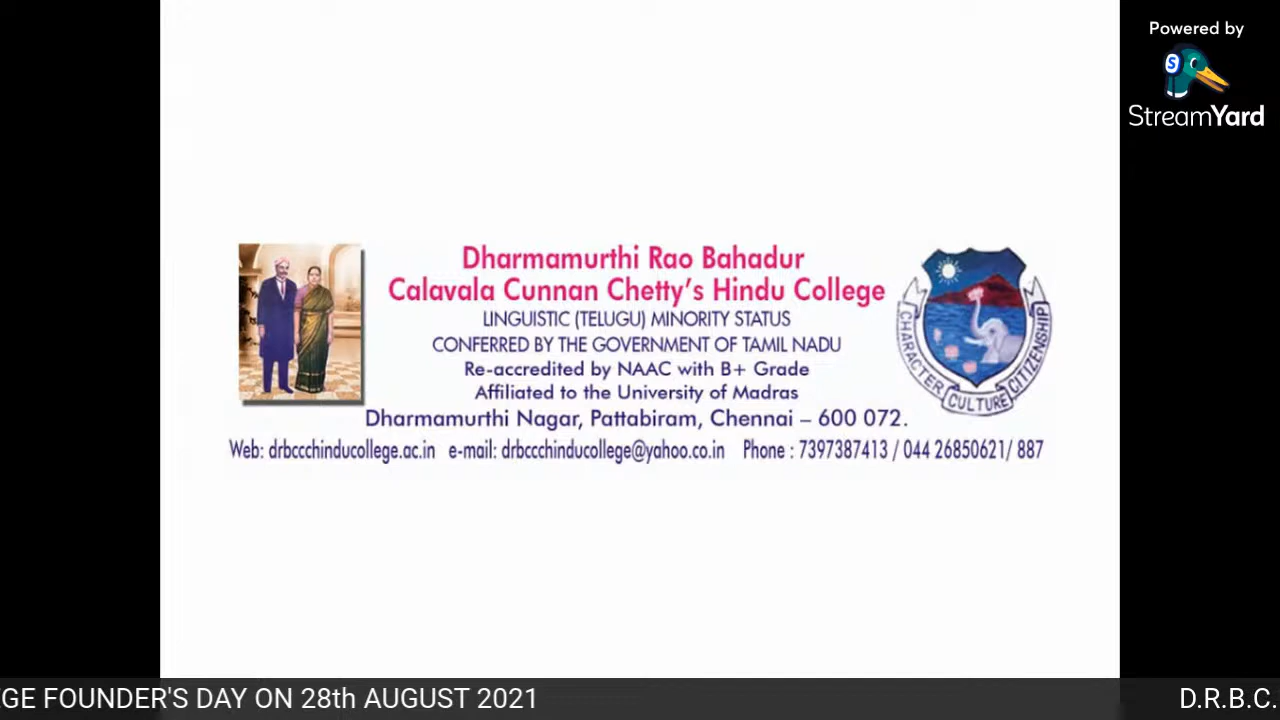 Powered by
StreamYard
Dharmamurthi Rao Bahadur
Calavala Cunnan Chetty's Hindu College
LINGUISTIC (TELUGU) MINORITY STATUS
CONFERRED BY THE GOVERNMENT OF TAMIL NADU
Re-accredited by NAAC with B+ Grade
Affiliated to the University of Madras
Dharmamurthi Nagar, Pattabiram, Chennai – 600 072.
Web: drbccchinducollege.ac.in e-mail: drbccchinducollege@yahoo.co.in Phone : 7397387413 / 044 26850621/ 887
CHARACTER
CULTURE
CITIZENSHIP
GE FOUNDER'S DAY ON 28th AUGUST 2021 D.R.B.C.